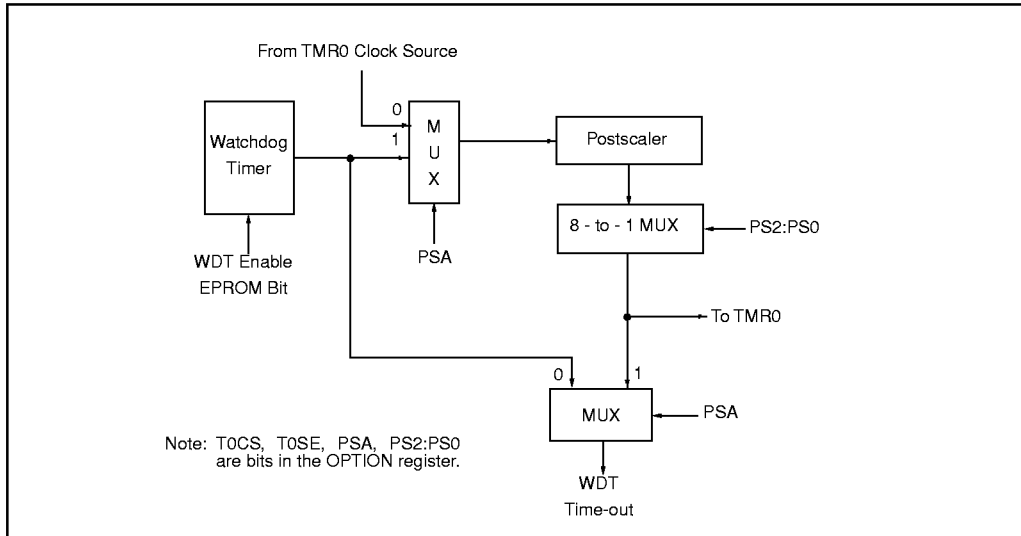 From TMR0 Clock Source
0
1
Watchdog
Timer
M
U
X
Postscaler
8 - to - 1 MUX
PS2:PS0
PSA
WDT Enable
EPROM Bit
To TMR0
0
1
MUX
PSA
Note: T0CS, T0SE, PSA, PS2:PS0
are bits in the OPTION register.
WDT
Time-out